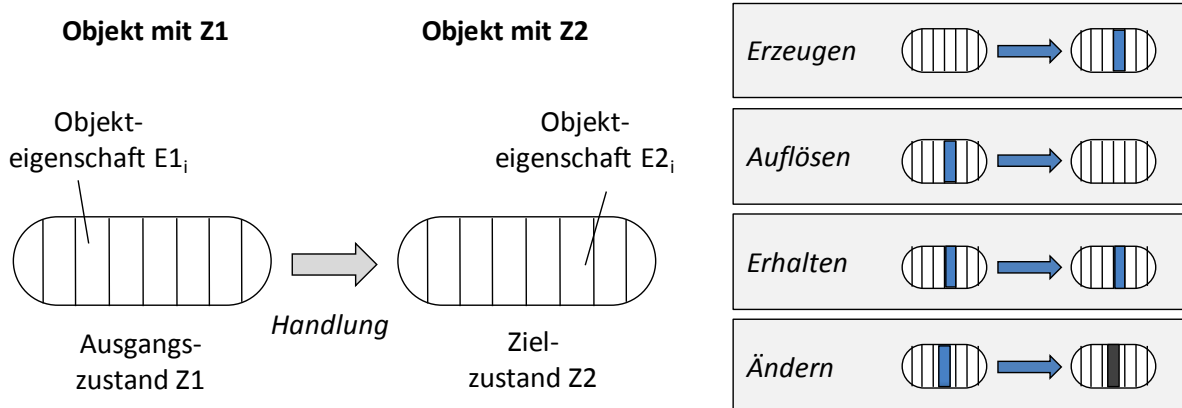 Objekt mit Z1
Objekt mit Z2
Objekt-
eigenschaft E1i
Objekt-
eigenschaft E2i
Handlung
Ausgangs-
zustand Z1
Ziel-
zustand Z2
Erzeugen
Auflösen
Erhalten
Ändern